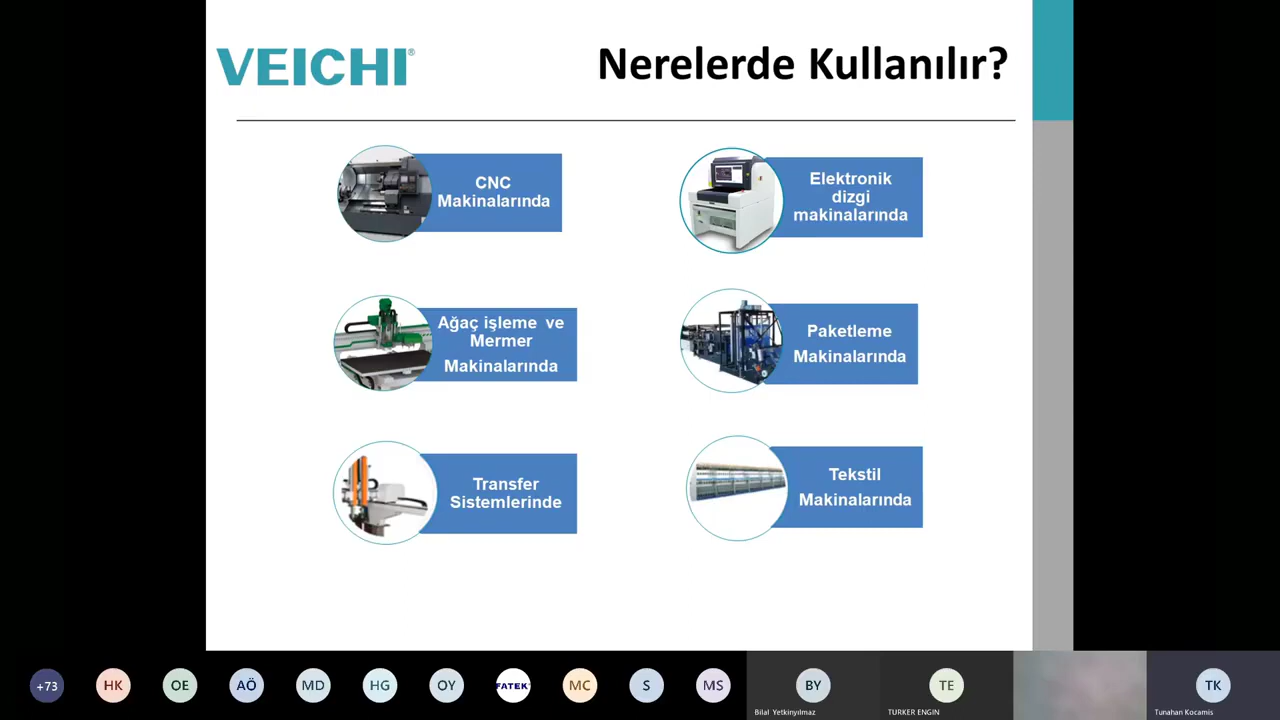 VEICHI®
Nerelerde Kullanılır?
CNC
Makinalarında
Elektronik
dizgi
makinalarında
Ağaç işleme ve
Mermer
Makinalarında
Paketleme
Makinalarında
Transfer
Sistemlerinde
Tekstil
Makinalarında
+73
HK
OE
AÖ
MD
HG
OY
FATEK
MC
S
MS
BY
TE
TK
Bilal Yetkinyılmaz
TURKER ENGIN
Tunahan Kocamis